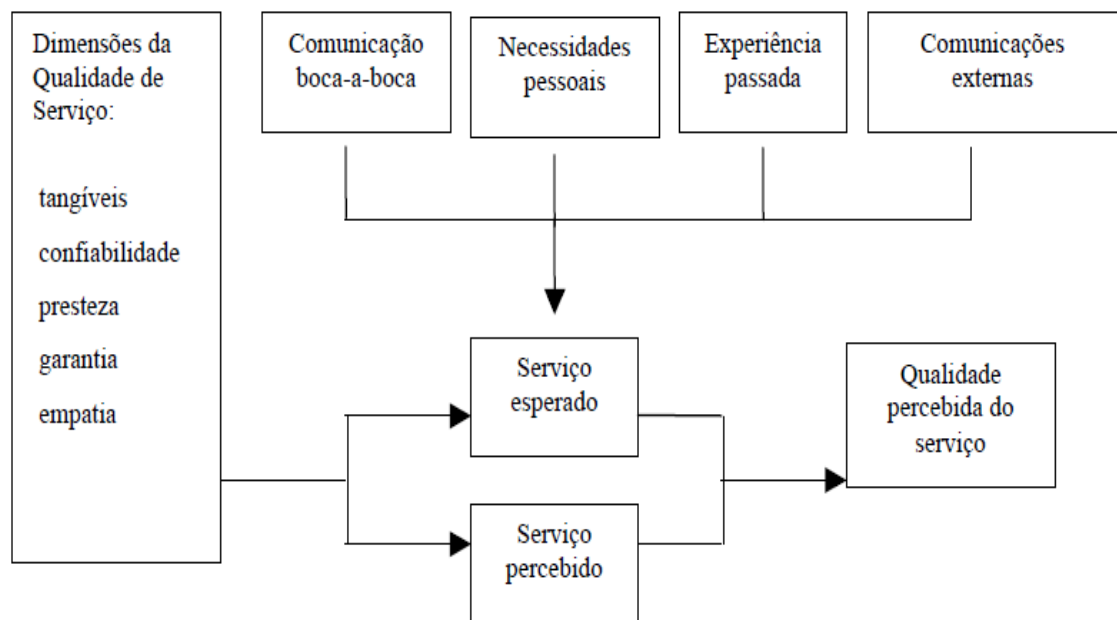 Dimensões da
Qualidade de
Serviço:
tangíveis
confiabilidade
presteza
garantia
empatia
Comunicação
boca-a-boca
Necessidades
pessoais
Experiência
passada
Comunicações
externas
Serviço
esperado
Serviço
percebido
Qualidade
percebida do
serviço